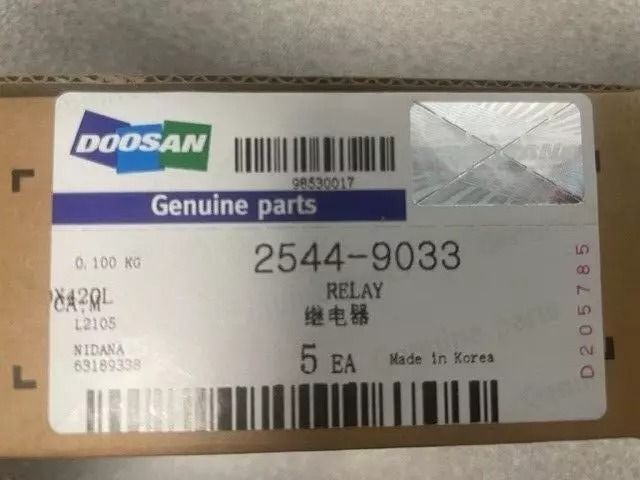 DOOSAN
98530017
Genuine parts
0.100 KG
2544-9033
DX420L
CA,M
RELAY
L2105
继电器
NIDANA
63189338
5 EA
Made in Korea
D205785